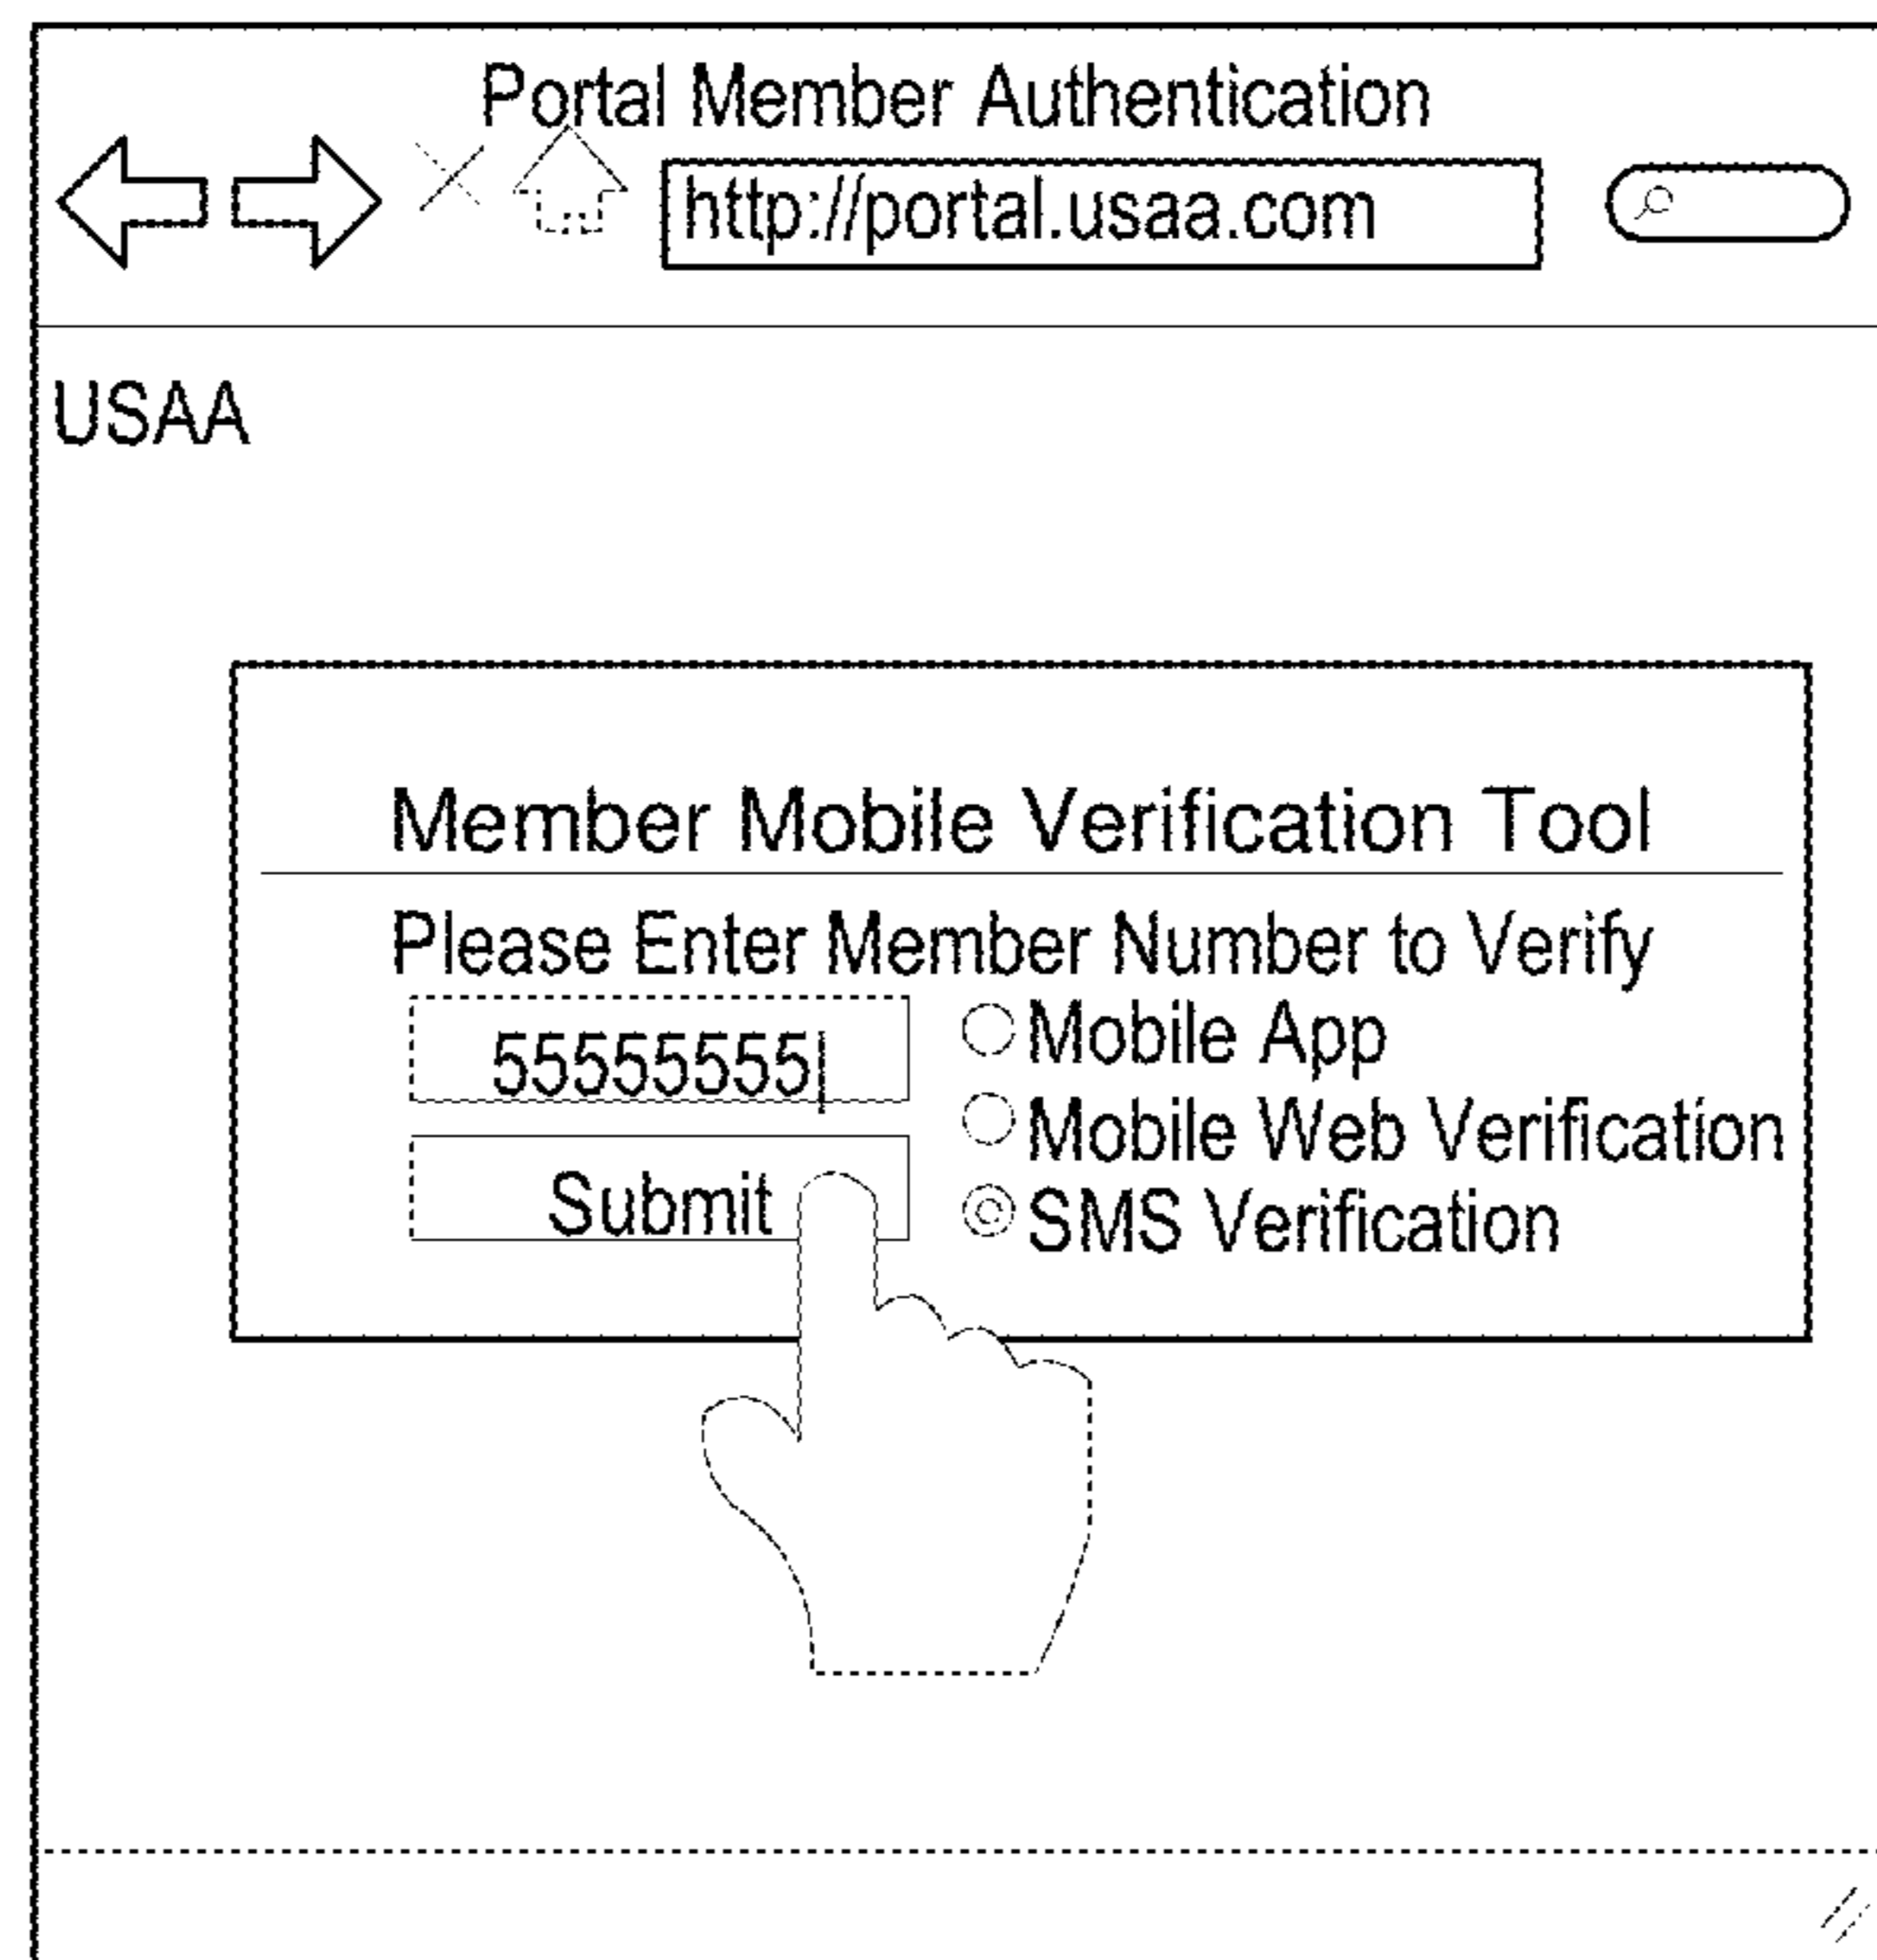 Portal Member Authentication
http://portal.usaa.com
USAA
Member Mobile Verification Tool
Please Enter Member Number to Verify
55555555
Mobile App
Mobile Web Verification
Submit
SMS Verification